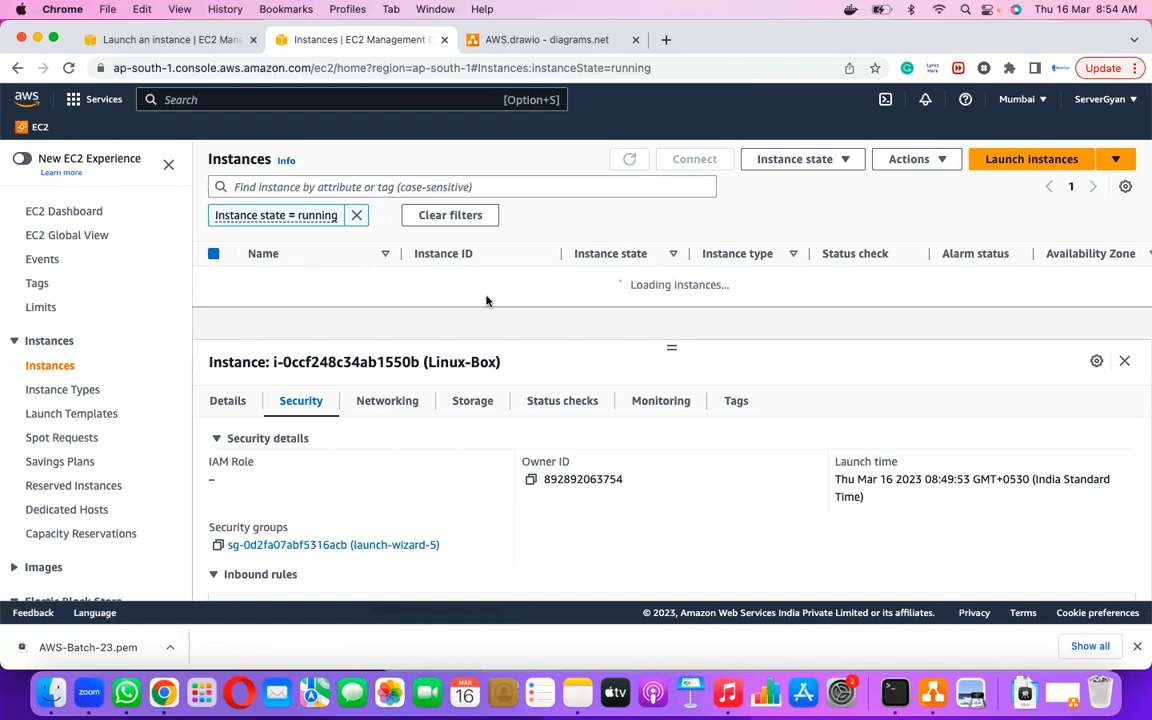 Chrome File Edit View History Bookmarks Profiles Tab Window Help Thu 16 Mar 8:54 AM
Launch an instance | EC2 Mana Instances | EC2 Management C AWS.drawio - diagrams.net
ap-south-1.console.aws.amazon.com/ec2/home?region=ap-south-1#Instances:instanceState=running Update
aws Services Search [Option+S] Mumbai ServerGyan
EC2
New EC2 Experience
Learn more
EC2 Dashboard
EC2 Global View
Events
Tags
Limits
Instances
Instances
Instance Types
Launch Templates
Spot Requests
Savings Plans
Reserved Instances
Dedicated Hosts
Capacity Reservations
Images
Instances Info Connect Instance state Actions Launch instances
Find instance by attribute or tag (case-sensitive) 1
Instance state = running Clear filters
Name Instance ID Instance state Instance type Status check Alarm status Availability Zone
Loading instances...
Instance: i-0ccf248c34ab1550b (Linux-Box)
Details Security Networking Storage Status checks Monitoring Tags
Security details
IAM Role Owner ID Launch time
– 892892063754 Thu Mar 16 2023 08:49:53 GMT+0530 (India Standard
Time)
Security groups
sg-0d2fa07abf5316acb (launch-wizard-5)
Inbound rules
Feedback Language © 2023, Amazon Web Services India Private Limited or its affiliates. Privacy Terms Cookie preferences
AWS-Batch-23.pem Show all
zoom MAR 16 tv 2